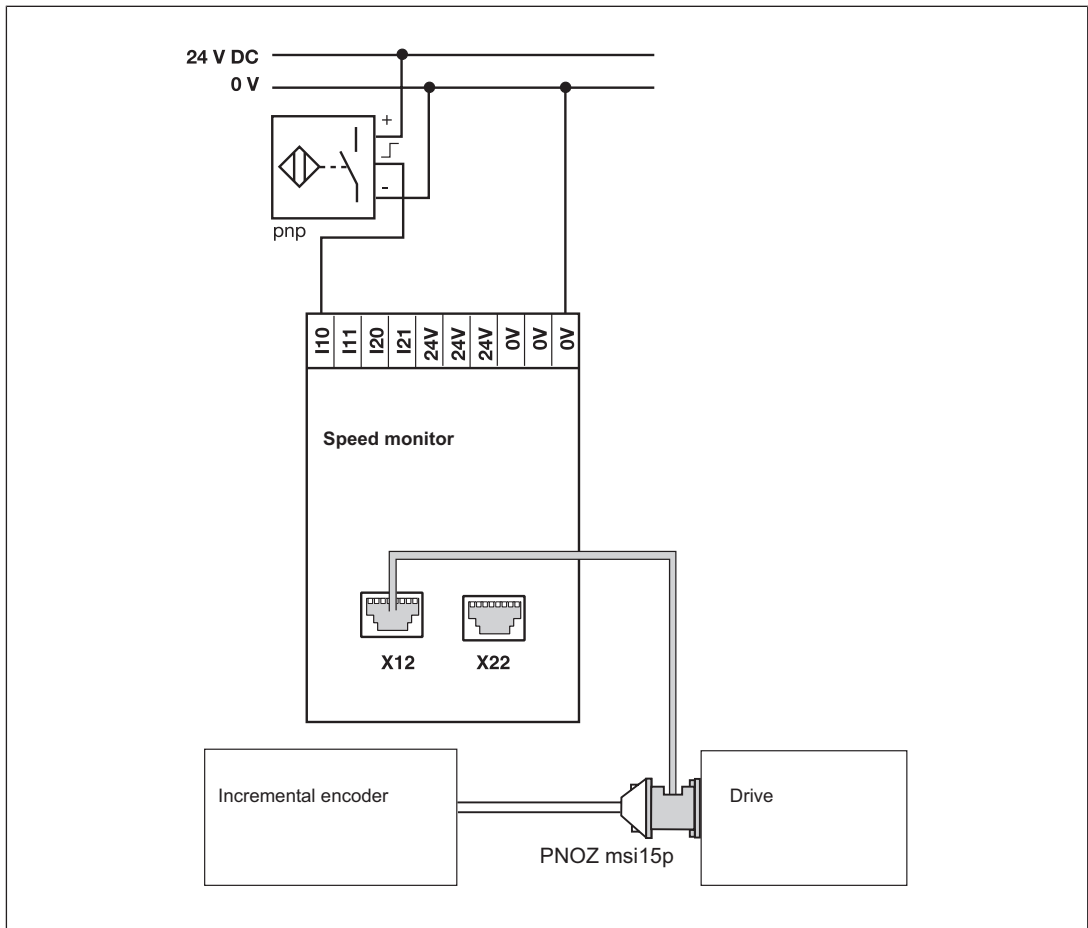 24 V DC
0 V
+
-
pnp
I10 I11 I20 I21 24V 24V 24V 0V 0V 0V
Speed monitor
X12 X22
Incremental encoder
Drive
PNOZ msi15p